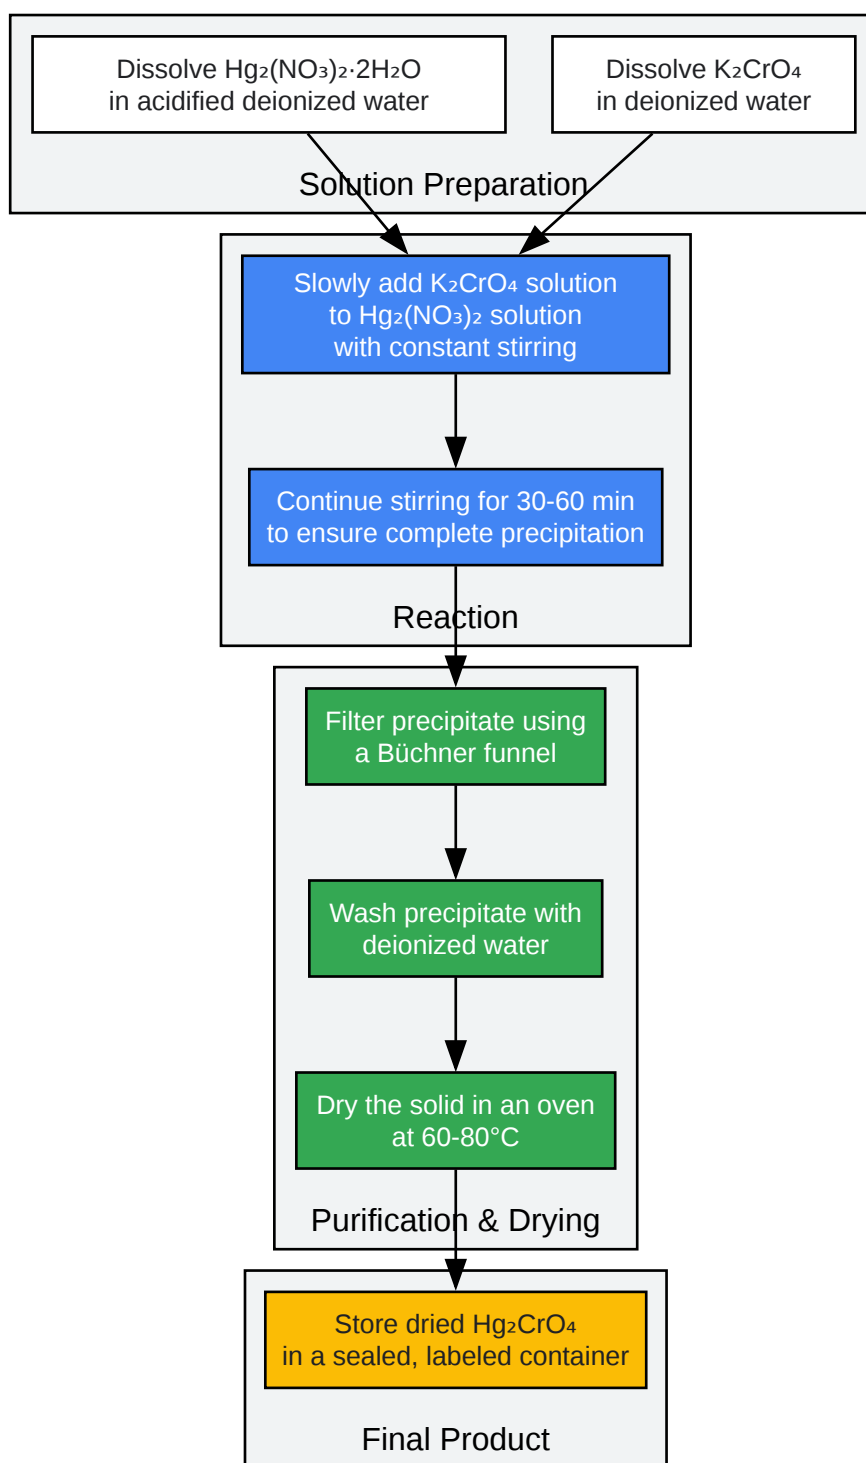 Dissolve Hg₂(NO₃)₂·2H₂O
in acidified deionized water
Dissolve K₂CrO₄
in deionized water
Solution Preparation
Slowly add K₂CrO₄ solution
to Hg₂(NO₃)₂ solution
with constant stirring
Continue stirring for 30-60 min
to ensure complete precipitation
Reaction
Filter precipitate using
a Büchner funnel
Wash precipitate with
deionized water
Dry the solid in an oven
at 60-80°C
Purification & Drying
Store dried Hg₂CrO₄
in a sealed, labeled container
Final Product